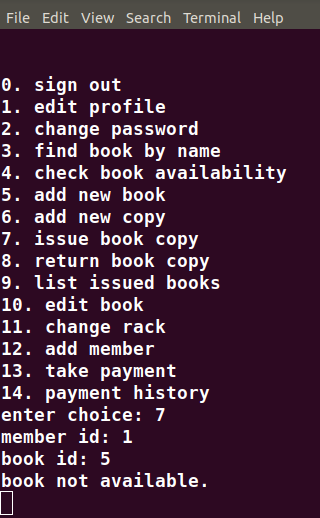 File Edit View Search Terminal Help
0. sign out
1. edit profile
2. change password
3. find book by name
4. check book availability
5. add new book
6. add new copy
7. issue book copy
8. return book copy
9. list issued books
10. edit book
11. change rack
12. add member
13. take payment
14. payment history
enter choice: 7
member id: 1
book id: 5
book not available.